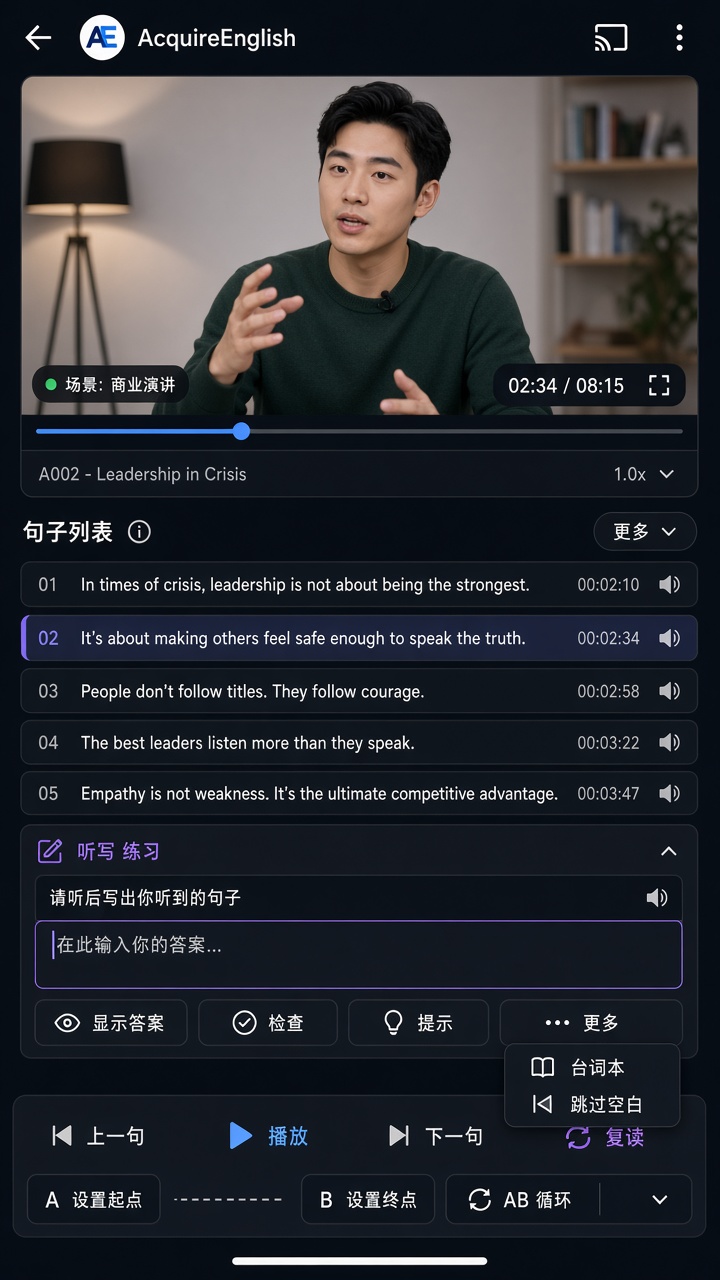 AE AcquireEnglish
场景: 商业演讲
02:34 / 08:15
A002 - Leadership in Crisis 1.0x
句子列表 更多
01 In times of crisis, leadership is not about being the strongest. 00:02:10
02 It's about making others feel safe enough to speak the truth. 00:02:34
03 People don't follow titles. They follow courage. 00:02:58
04 The best leaders listen more than they speak. 00:03:22
05 Empathy is not weakness. It's the ultimate competitive advantage. 00:03:47
听写 练习
请听后写出你听到的句子
在此输入你的答案...
显示答案 检查 提示 更多
台词本
跳过空白
上一句 播放 下一句 复读
A 设置起点 B 设置终点 AB 循环